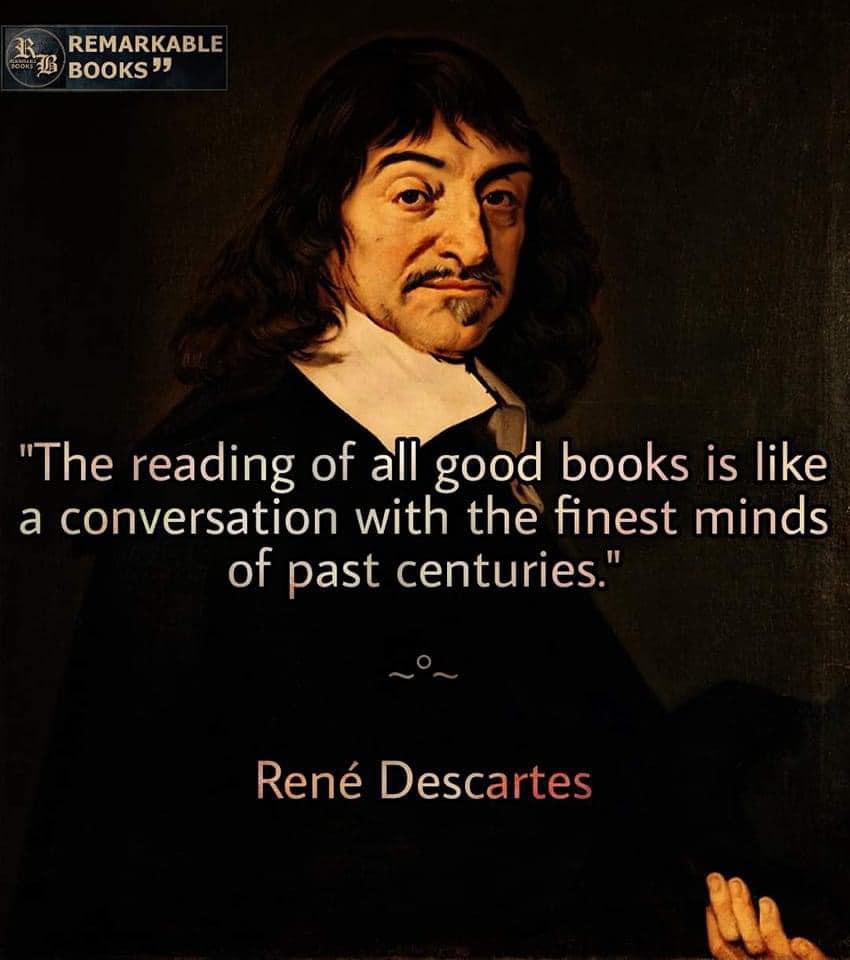 REMARKABLE
BOOKS”
"The reading of all good books is like
a conversation with the finest minds
of past centuries."
~°~
René Descartes